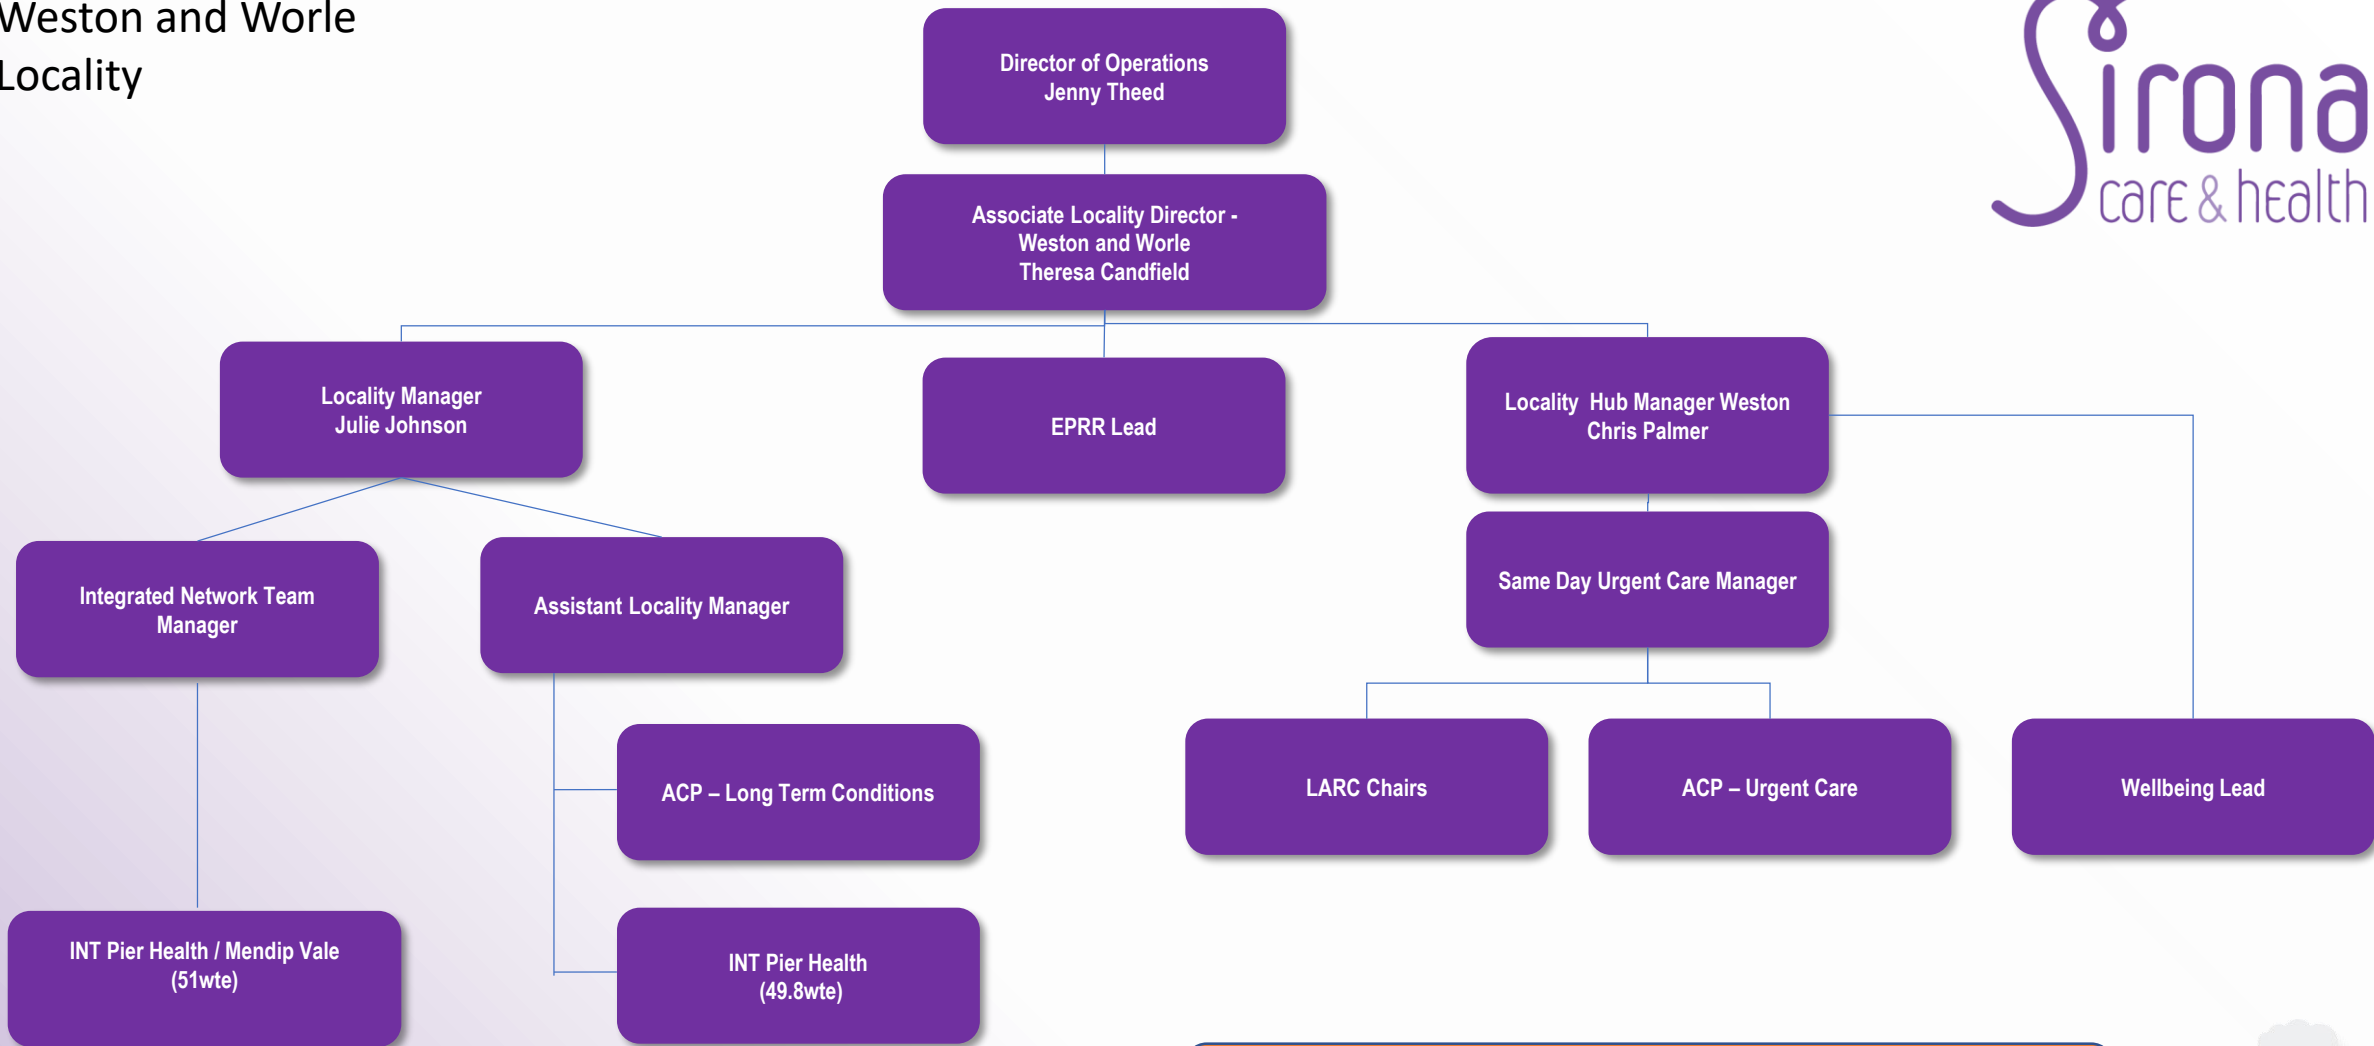 Weston and Worle
Locality
Sirona
care & health
Director of Operations
Jenny Theed
Associate Locality Director -
Weston and Worle
Theresa Candfield
Locality Manager
Julie Johnson
EPRR Lead
Locality  Hub Manager Weston
Chris Palmer
Integrated Network Team
Manager
Assistant Locality Manager
Same Day Urgent Care Manager
ACP – Long Term Conditions
LARC Chairs
ACP – Urgent Care
Wellbeing Lead
INT Pier Health / Mendip Vale
(51wte)
INT Pier Health
(49.8wte)